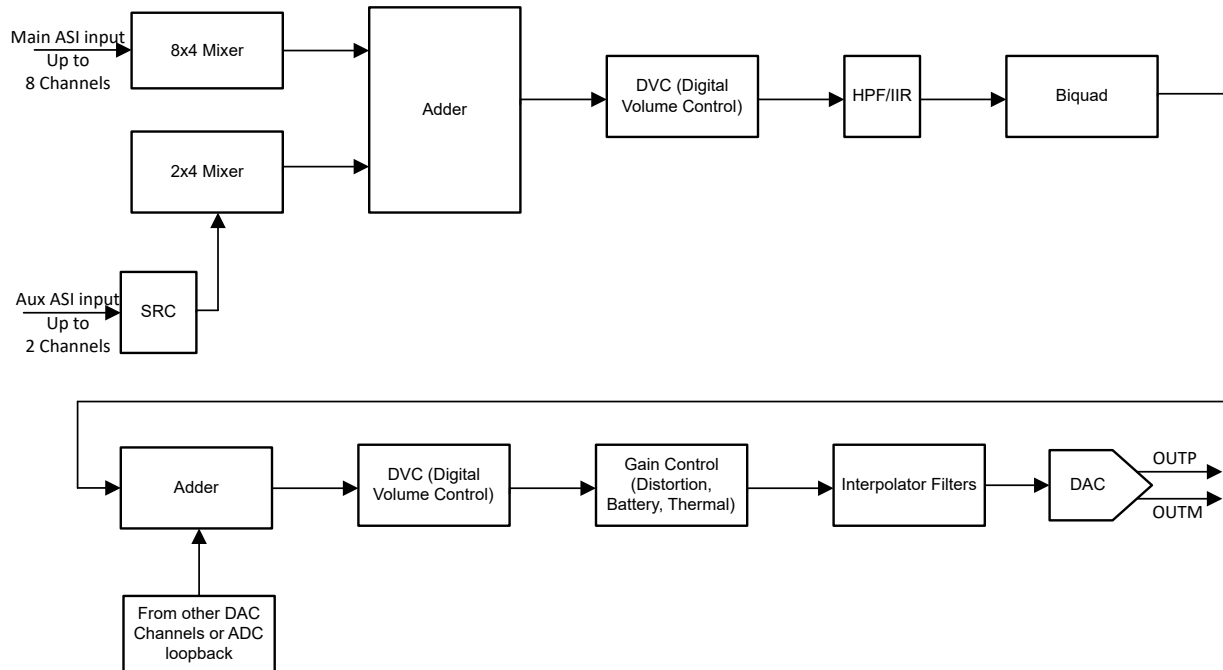 Main ASI input
Up to
8 Channels
8x4 Mixer
Adder
DVC (Digital
Volume Control)
HPF/IIR
Biquad
2x4 Mixer
Aux ASI input
Up to
2 Channels
SRC
Adder
DVC (Digital
Volume Control)
Gain Control
(Distortion,
Battery, Thermal)
Interpolator Filters
DAC
OUTP
OUTM
From other DAC
Channels or ADC
loopback